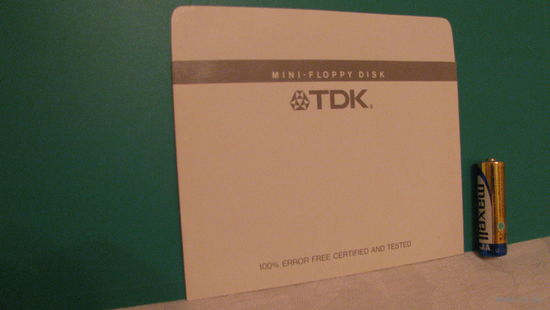 MINI-FLOPPY DISK
TDK
100% ERROR FREE CERTIFIED AND TESTED
maxell